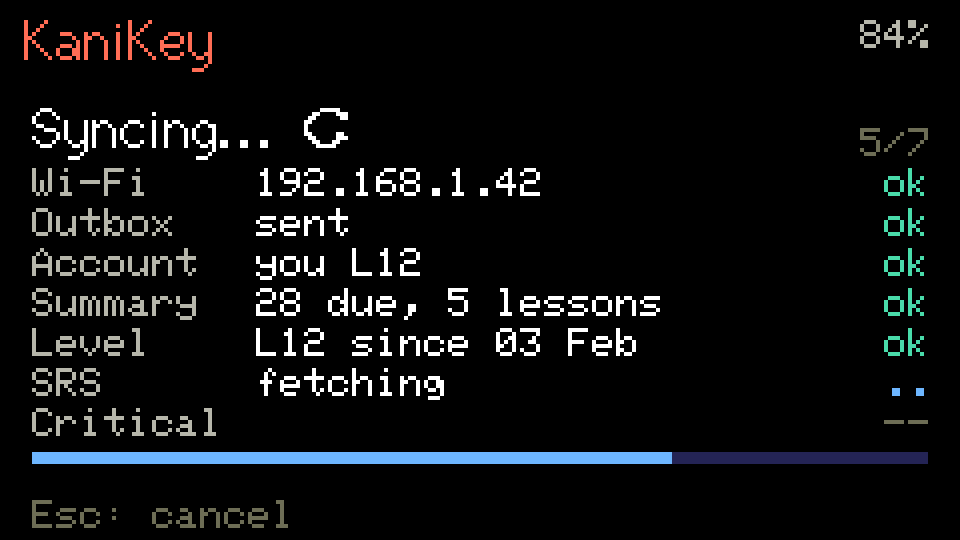 KaniKey 84%
Syncing... 5/7
Wi-Fi 192.168.1.42 ok
Outbox sent ok
Account you L12 ok
Summary 28 due, 5 lessons ok
Level L12 since 03 Feb ok
SRS fetching ..
Critical --
Esc: cancel